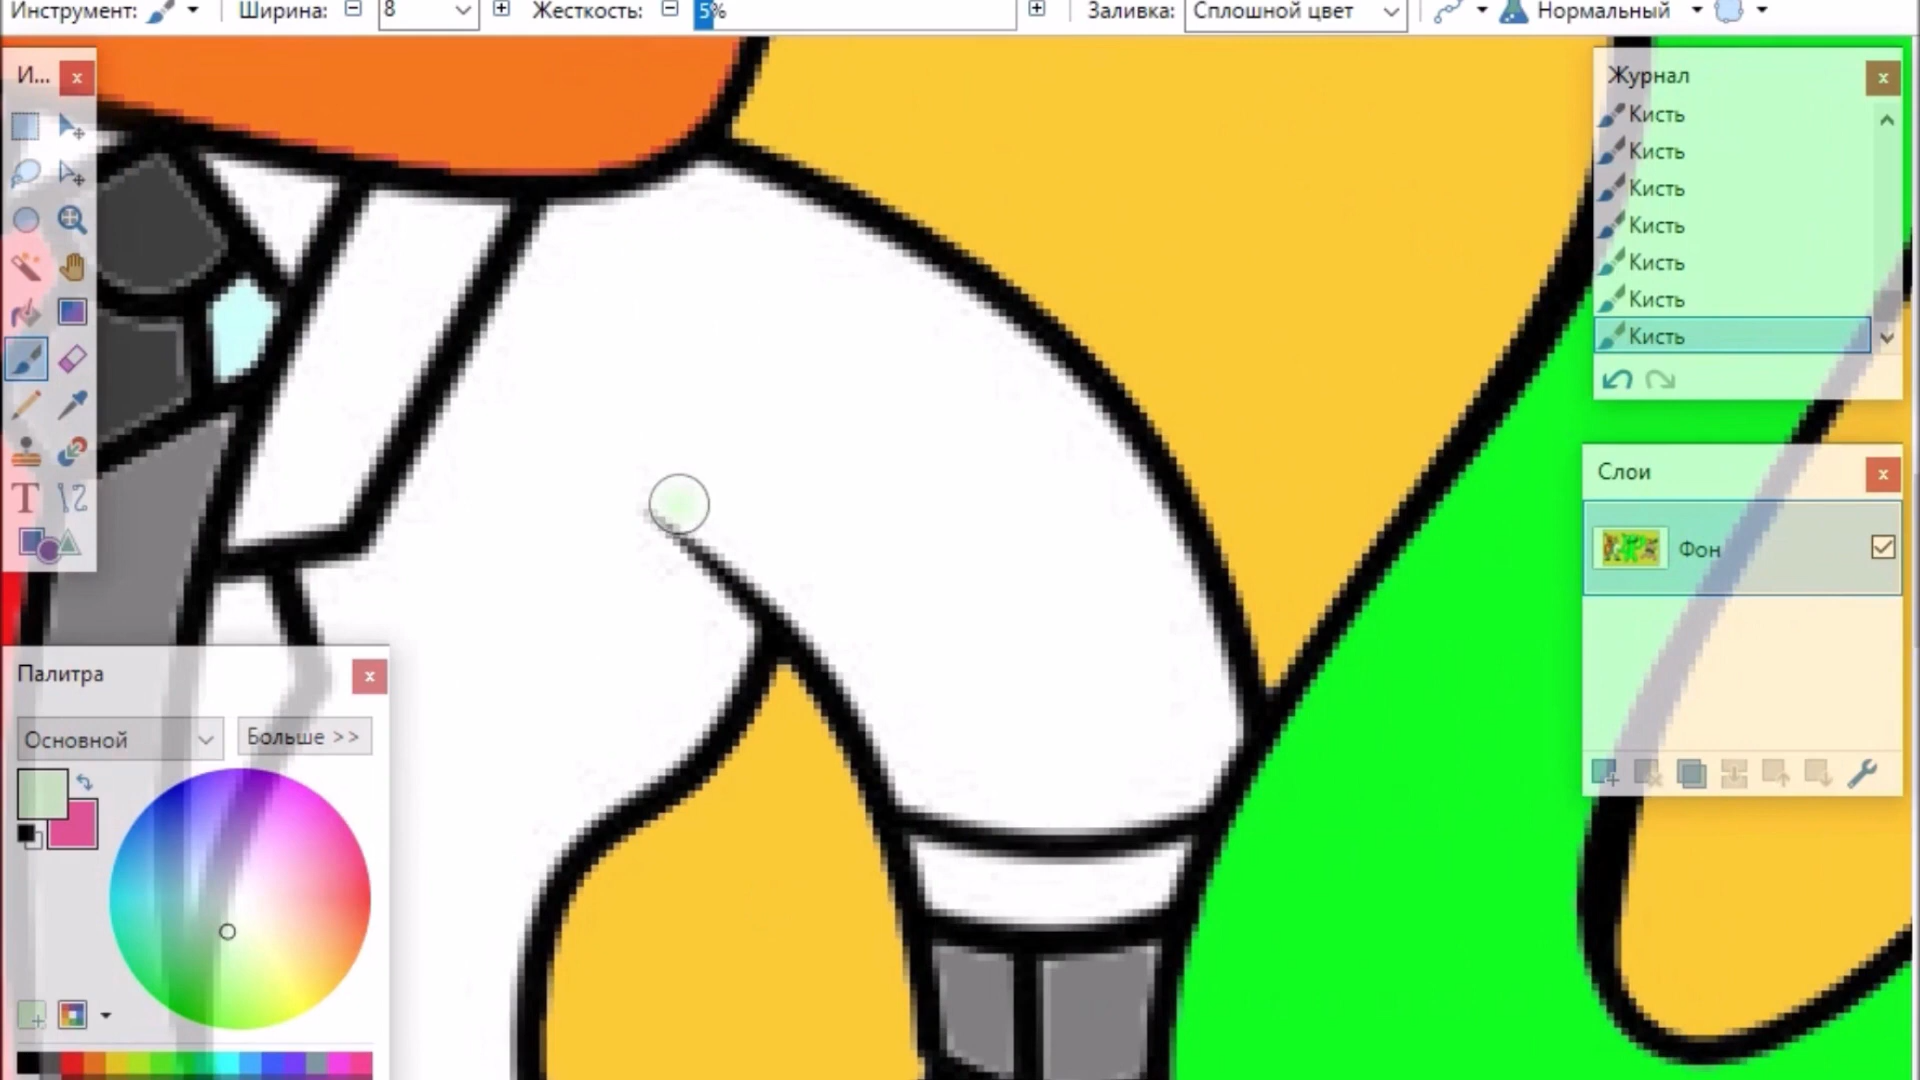 Инструмент: Ширина: 8 Жесткость: 5% Заливка: Сплошной цвет Нормальный
И...
Журнал
Кисть
Кисть
Кисть
Кисть
Кисть
Кисть
Кисть
Слои
Фон
Палитра
Основной
Больше >>